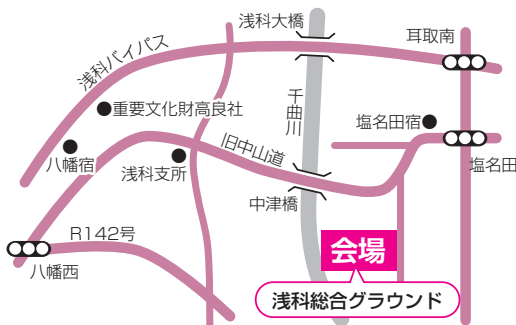 浅科大橋
耳取南
浅科バイパス
千曲川
重要文化財高良社
塩名田宿
八幡宿
旧中山道
浅科支所
塩名田
中津橋
R142号
八幡西
会場
浅科総合グラウンド